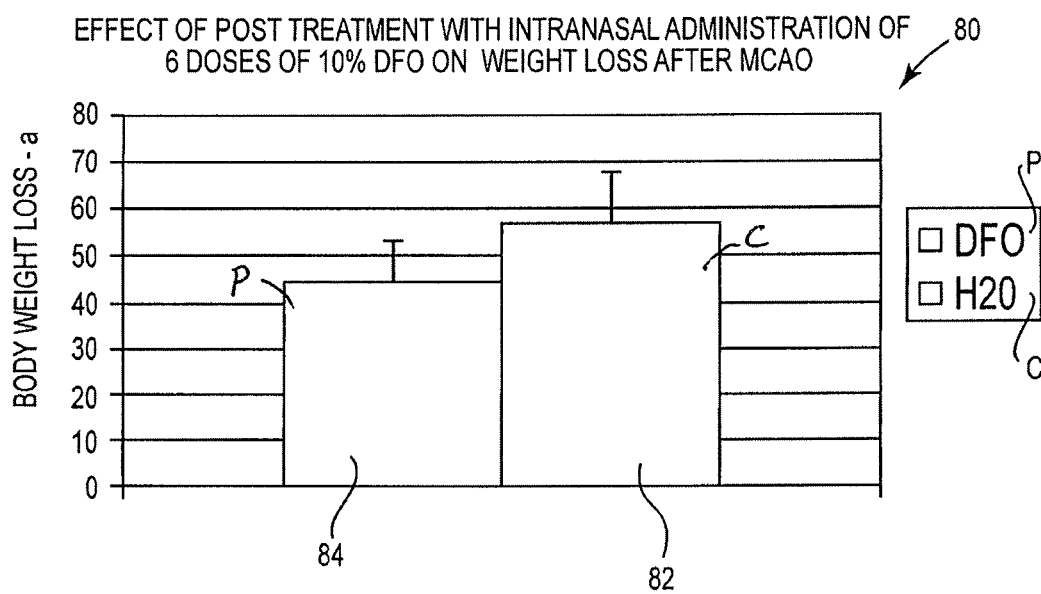 EFFECT OF POST TREATMENT WITH INTRANASAL ADMINISTRATION OF
6 DOSES OF 10% DFO ON WEIGHT LOSS AFTER MCAO
80
BODY WEIGHT LOSS - a
80
70
60
50
40
30
20
10
0
P
C
84
82
P
DFO
H20
C